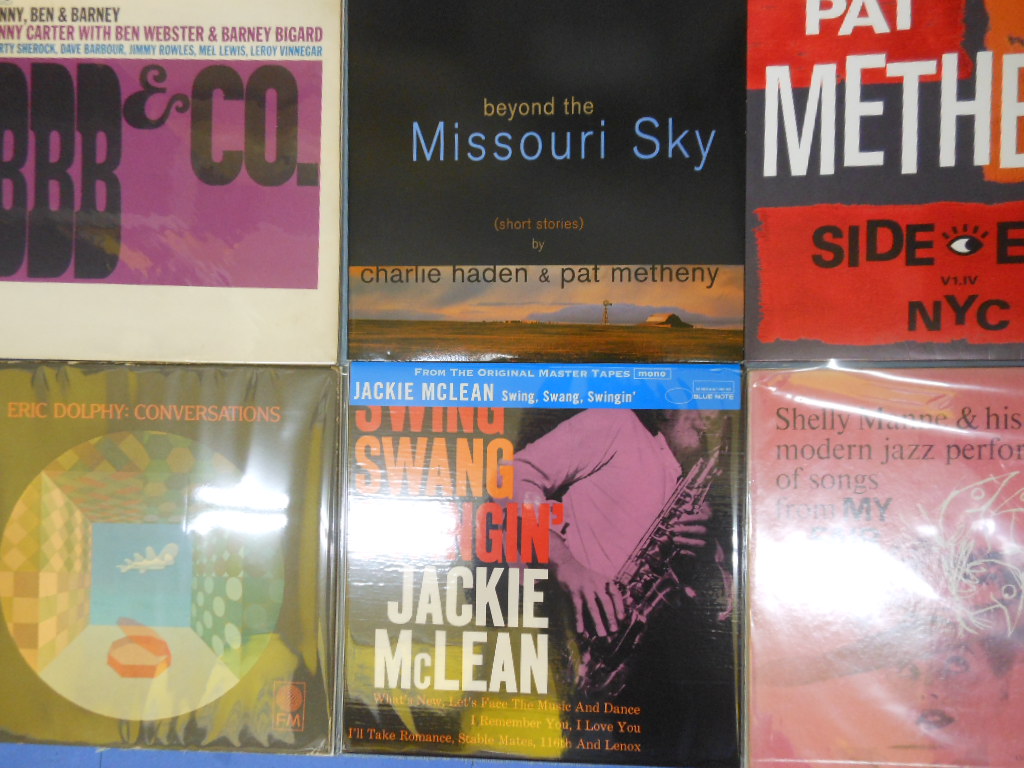 NNY, BEN & BARNEY
NNY CARTER WITH BEN WEBSTER & BARNEY BIGARD
RTY SHEROCK, DAVE BARBOUR, JIMMY ROWLES, MEL LEWIS, LEROY VINNEGAR
BBB & CO.
beyond the
Missouri Sky
(short stories)
by
charlie haden & pat metheny
PAT
METHE
SIDE E
V1.IV
NYC
ERIC DOLPHY: CONVERSATIONS
FM
FROM THE ORIGINAL MASTER TAPES mono
JACKIE MCLEAN Swing, Swang, Swingin'
BLUE NOTE
SWING
SWANG
NGIN'
JACKIE
McLEAN
What's New, Let's Face The Music And Dance
I Remember You, I Love You
I'll Take Romance, Stable Mates, 116th And Lenox
Shelly Manne & his
modern jazz perfor
of songs
from MY